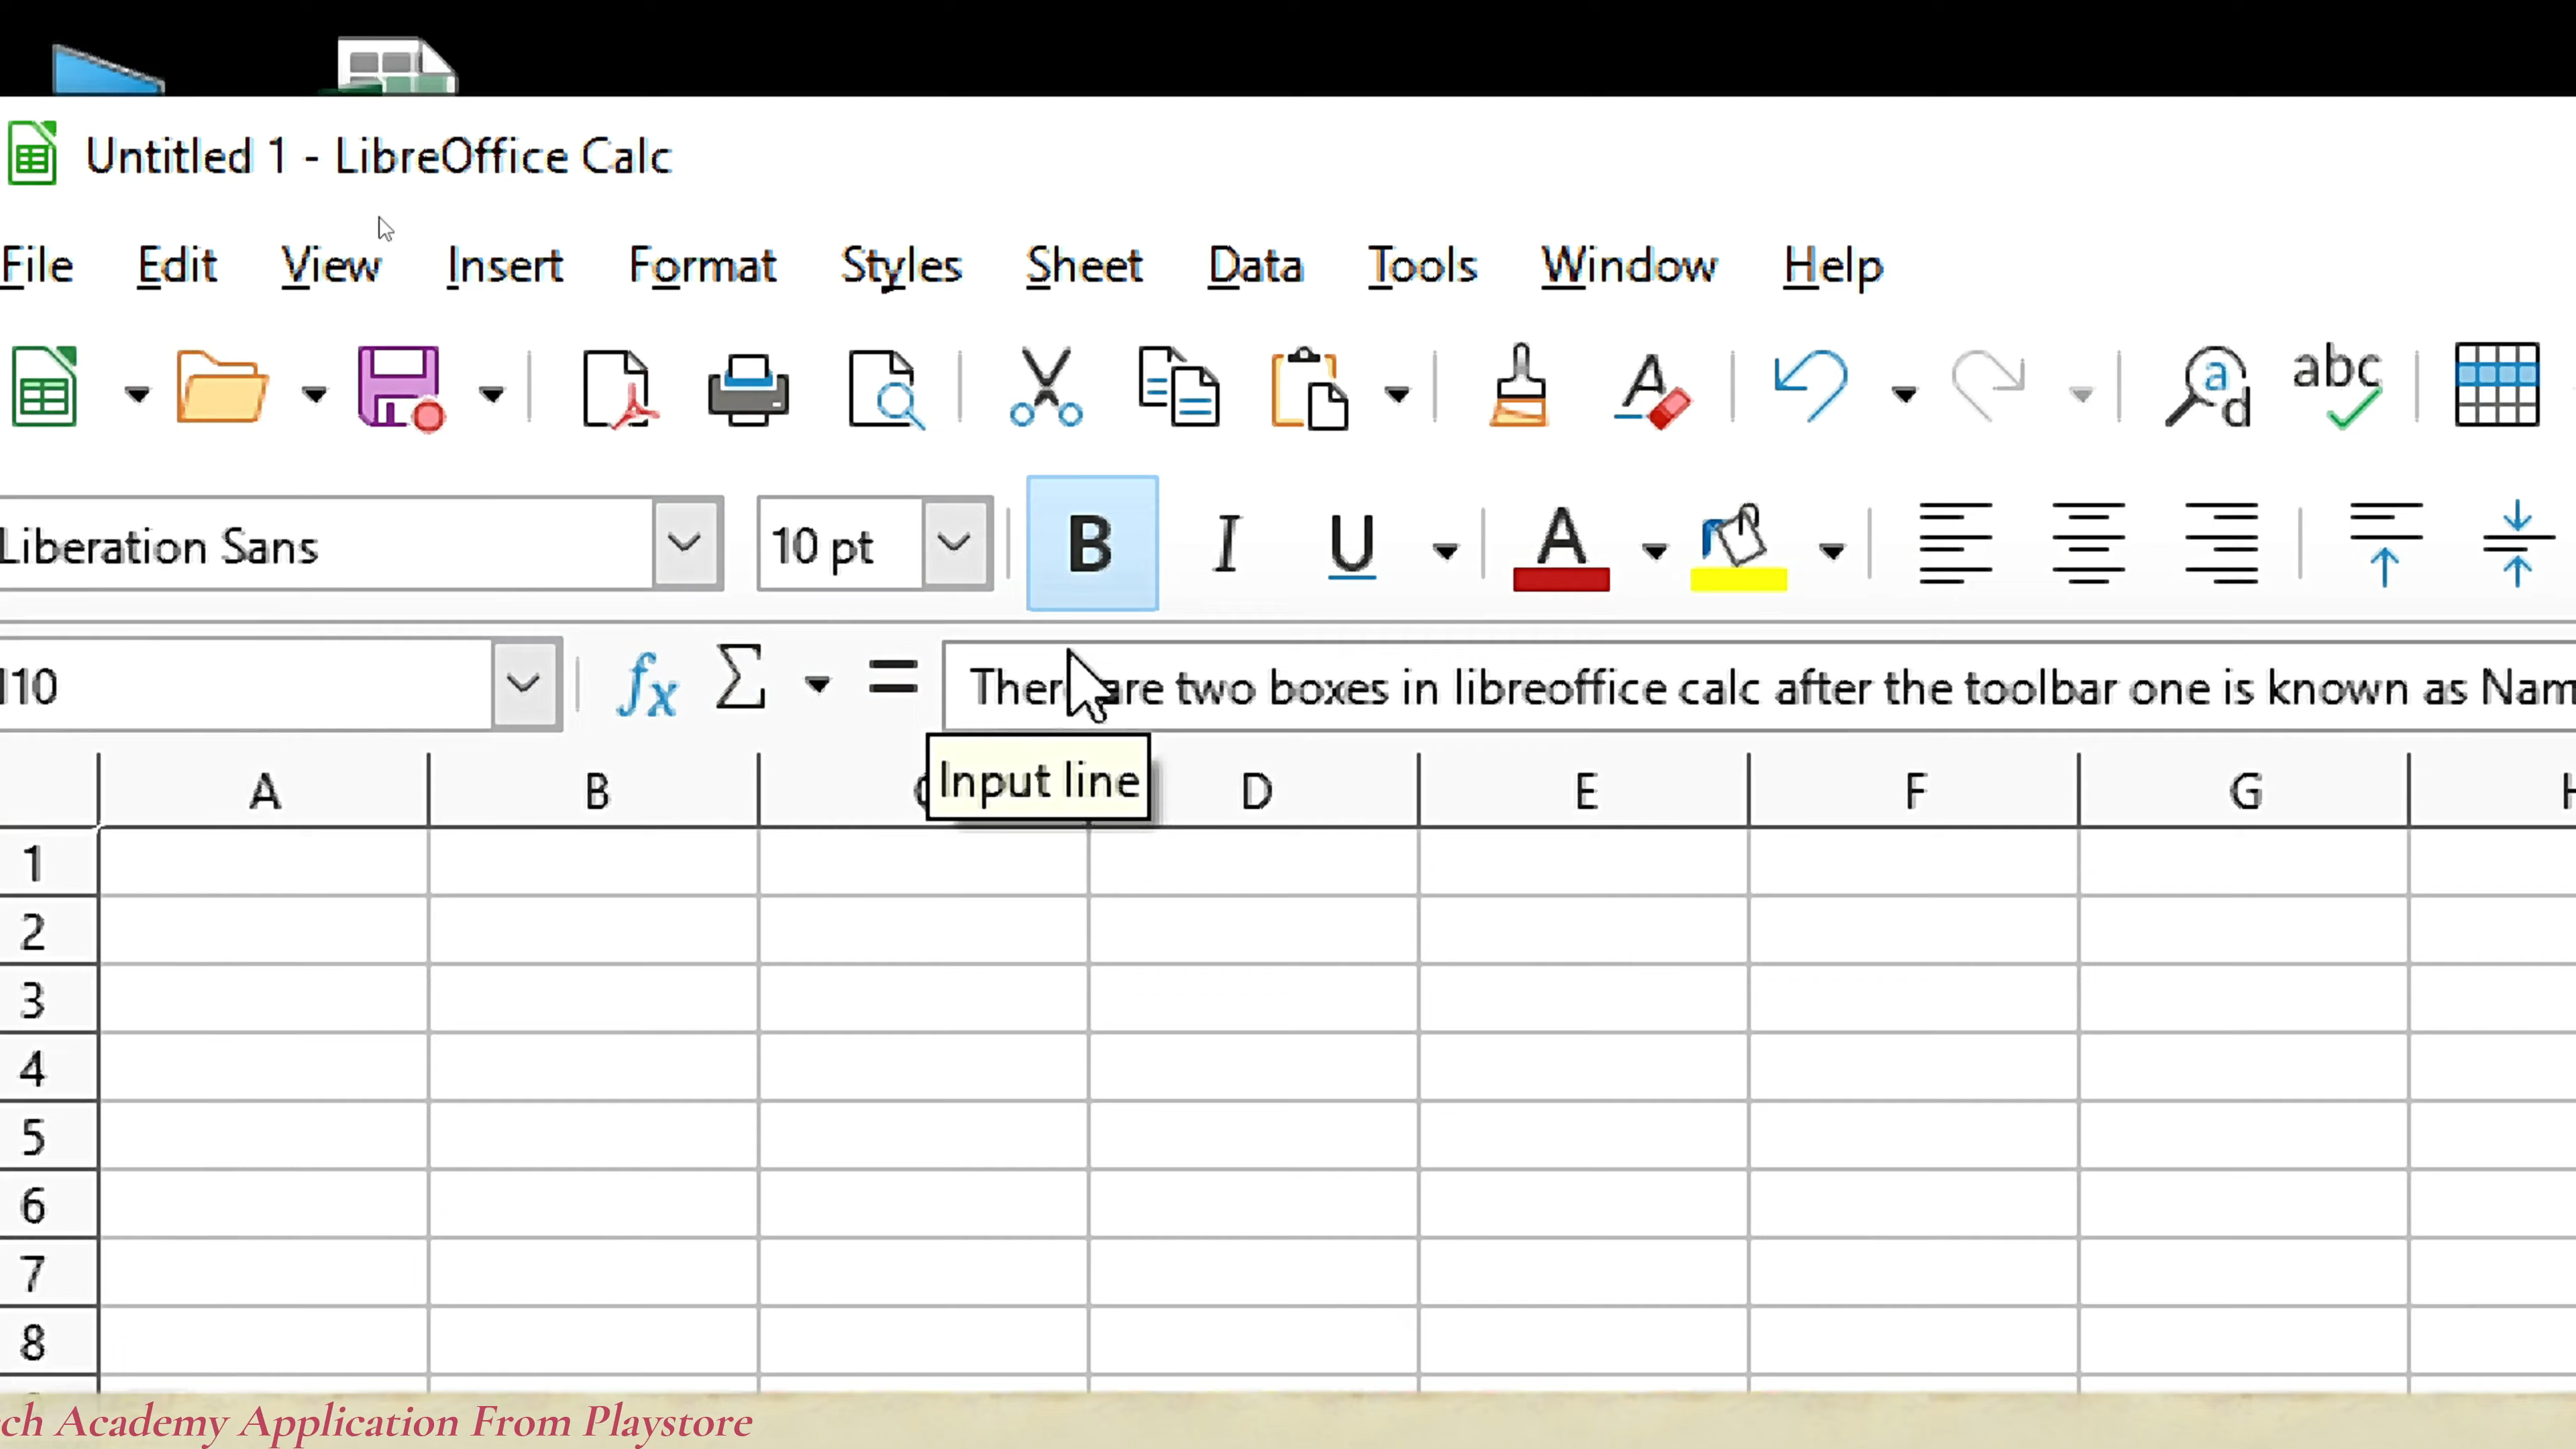 Untitled 1 - LibreOffice Calc
File Edit View Insert Format Styles Sheet Data Tools Window Help
abc
Liberation Sans 10 pt B I U A
I10 fx Σ = There are two boxes in libreoffice calc after the toolbar one is known as Nam
Input line
A B C D E F G H
1
2
3
4
5
6
7
8
ch Academy Application From Playstore